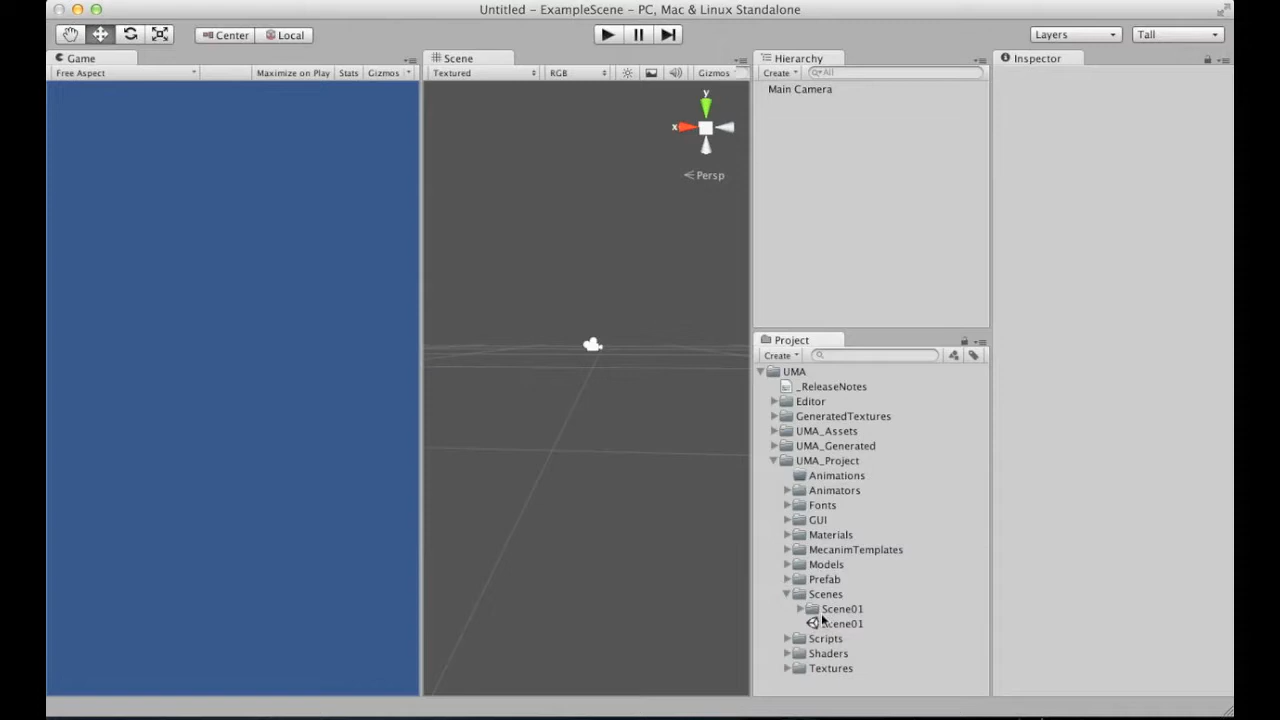 Untitled – ExampleScene – PC, Mac & Linux Standalone
Center Local Layers Tall
Game
Free Aspect Maximize on Play Stats Gizmos
Scene
Textured RGB Gizmos
y
x
Persp
Hierarchy
Create All
Main Camera
Inspector
Project
Create
UMA
_ReleaseNotes
Editor
GeneratedTextures
UMA_Assets
UMA_Generated
UMA_Project
Animations
Animators
Fonts
GUI
Materials
MecanimTemplates
Models
Prefab
Scenes
Scene01
Scene01
Scripts
Shaders
Textures